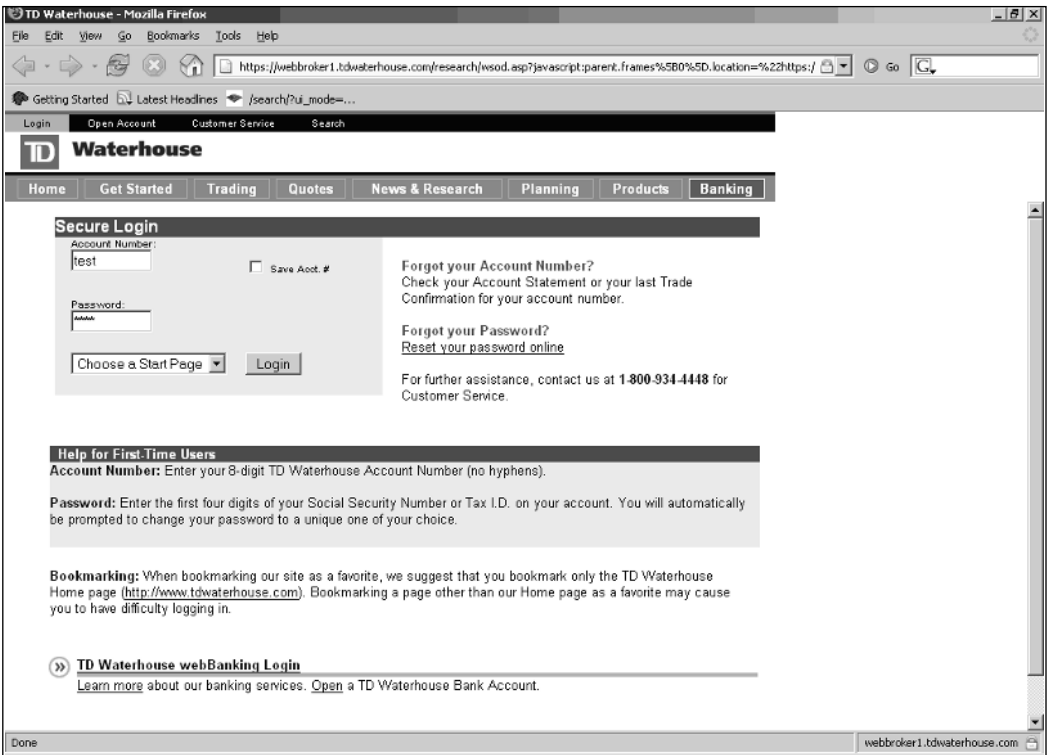 TD Waterhouse - Mozilla Firefox
File Edit View Go Bookmarks Tools Help
https://webbroker1.tdwaterhouse.com/research/wsod.asp?javascript:parent.frames%5B0%5D.location=%22https:/
Go
G
Getting Started Latest Headlines /search/?ui_mode=...
Login Open Account Customer Service Search
TD Waterhouse
Home Get Started Trading Quotes News & Research Planning Products Banking
Secure Login
Account Number:
test
Save Acct. #
Password:
****
Choose a Start Page Login
Forgot your Account Number?
Check your Account Statement or your last Trade
Confirmation for your account number.
Forgot your Password?
Reset your password online
For further assistance, contact us at 1-800-934-4448 for
Customer Service.
Help for First-Time Users
Account Number: Enter your 8-digit TD Waterhouse Account Number (no hyphens).
Password: Enter the first four digits of your Social Security Number or Tax I.D. on your account. You will automatically
be prompted to change your password to a unique one of your choice.
Bookmarking: When bookmarking our site as a favorite, we suggest that you bookmark only the TD Waterhouse
Home page (http://www.tdwaterhouse.com). Bookmarking a page other than our Home page as a favorite may cause
you to have difficulty logging in.
TD Waterhouse webBanking Login
Learn more about our banking services. Open a TD Waterhouse Bank Account.
Done
webbroker1.tdwaterhouse.com